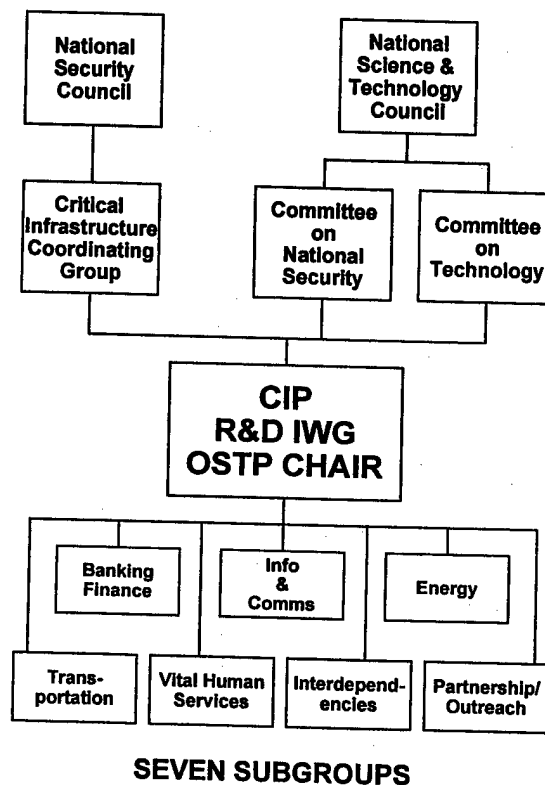 National
Security
Council
National
Science &
Technology
Council
Critical
Infrastructure
Coordinating
Group
Committee
on
National
Security
Committee
on
Technology
CIP
R&D IWG
OSTP CHAIR
Banking
Finance
Info
&
Comms
Energy
Trans-
portation
Vital Human
Services
Interdepend-
encies
Partnership/
Outreach
SEVEN SUBGROUPS